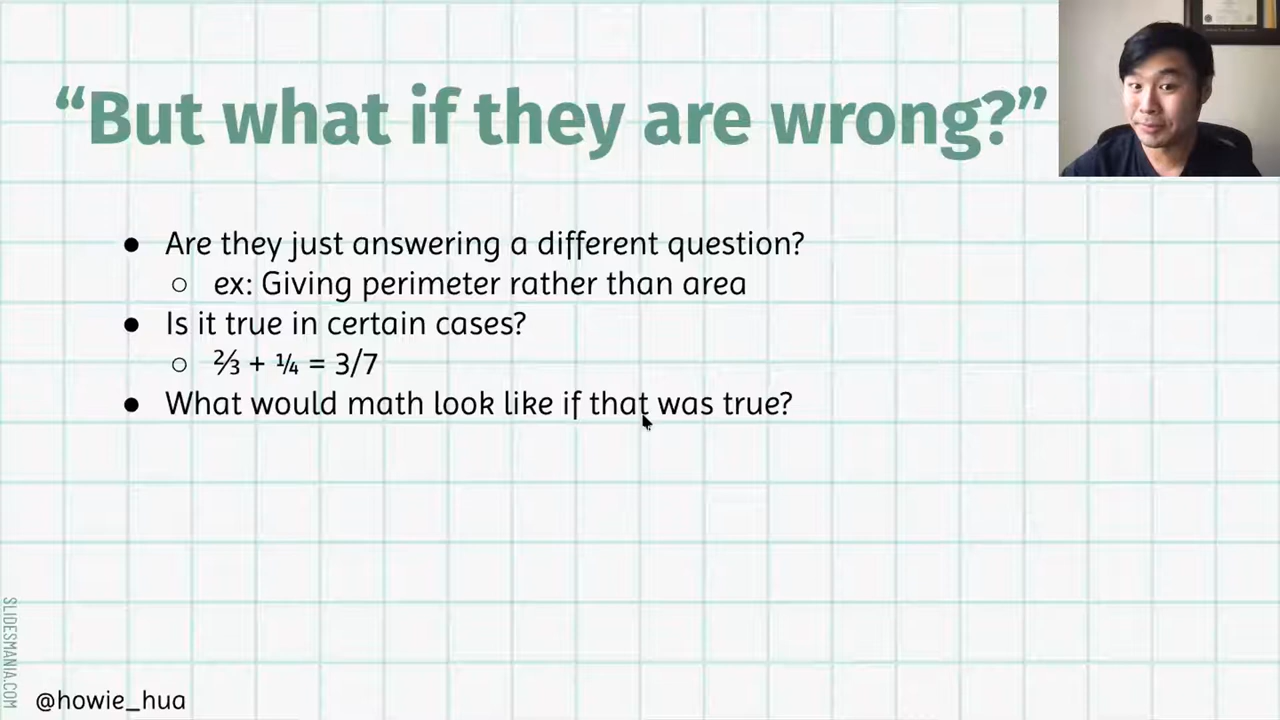 “But what if they are wrong?”
● Are they just answering a different question?
○ ex: Giving perimeter rather than area
● Is it true in certain cases?
○ ⅔ + ¼ = 3/7
● What would math look like if that was true?
SLIDESMANIA.COM
@howie_hua